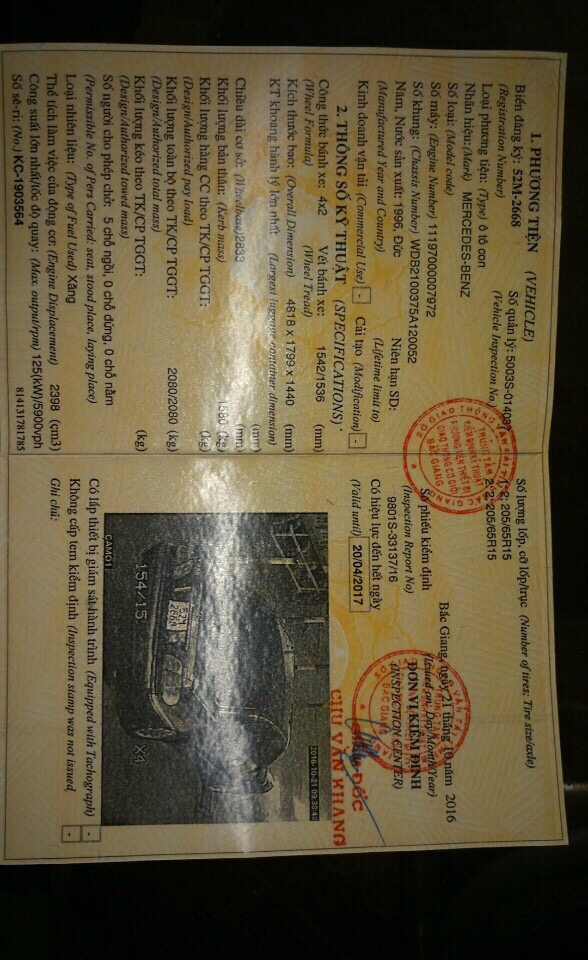 1. PHƯƠNG TIỆN (VEHICLE)
Biển đăng ký: 52M-2668 Số quản lý: 5003S-01409
(Registration Number) (Vehicle Inspection No.)
Loại phương tiện: (Type) ô tô con
Nhãn hiệu: (Mark) MERCEDES-BENZ
Số loại: (Model code)
Số máy: (Engine Number) 11197000007972
Số khung: (Chassis Number) WDB2100375A120052
Năm, Nước sản xuất: 1996, Đức Niên hạn SD:
(Manufactured Year and Country) (Lifetime limit to)
Kinh doanh vận tải (Commercial Use) - Cải tạo (Modification) -
2. THÔNG SỐ KỸ THUẬT (SPECIFICATIONS)
Công thức bánh xe: 4x2 Vết bánh xe: 1542/1536 (mm)
(Wheel Formula) (Wheel Tread)
Kích thước bao: (Overall Dimension) 4818 x 1799 x 1440 (mm)
KT khoang hành lý lớn nhất (Largest luggage container dimension)
(mm)
Chiều dài cơ sở: (Wheelbase) 2833 (mm)
Khối lượng bản thân: (Kerb mass) 1580 (kg)
Khối lượng hàng CC theo TK/CP TGGT: (kg)
(Design/Authorized pay load)
Khối lượng toàn bộ theo TK/CP TGGT: 2080/2080 (kg)
(Design/Authorized total mass)
Khối lượng kéo theo TK/CP TGGT: (kg)
(Design/Authorized towed mass)
Số người cho phép chở: 5 chỗ ngồi, 0 chỗ đứng, 0 chỗ nằm
(Permissible No. of Pers Carried: seat, stood place, laying place)
Loại nhiên liệu: (Type of Fuel Used) Xăng
Thể tích làm việc của động cơ: (Engine Displacement) 2398 (cm3)
Công suất lớn nhất/tốc độ quay: (Max. output/rpm) 125(kW)/5900vph
Số sê-ri: (No.) KC-1903564 814131781785
Số lượng lốp, cỡ lốp/trục (Number of tires; Tire size/axle)
1: 2; 205/65R15
2: 2; 205/65R15
Số phiếu kiểm định
(Inspection Report No)
9801S-33137/16
Có hiệu lực đến hết ngày
(Valid until) 20/04/2017
Bắc Giang, ngày 21 tháng 10 năm 2016
(Issued on: Day/Month/Year)
ĐƠN VỊ KIỂM ĐỊNH
(INSPECTION CENTER)
CHU VĂN KHANG
2016-10-21 09:38:43
52M
2668
154/15 X4
CAM01
Có lắp thiết bị giám sát hành trình (Equipped with Tachograph) -
Không cấp tem kiểm định (Inspection stamp was not issued -
Ghi chú: